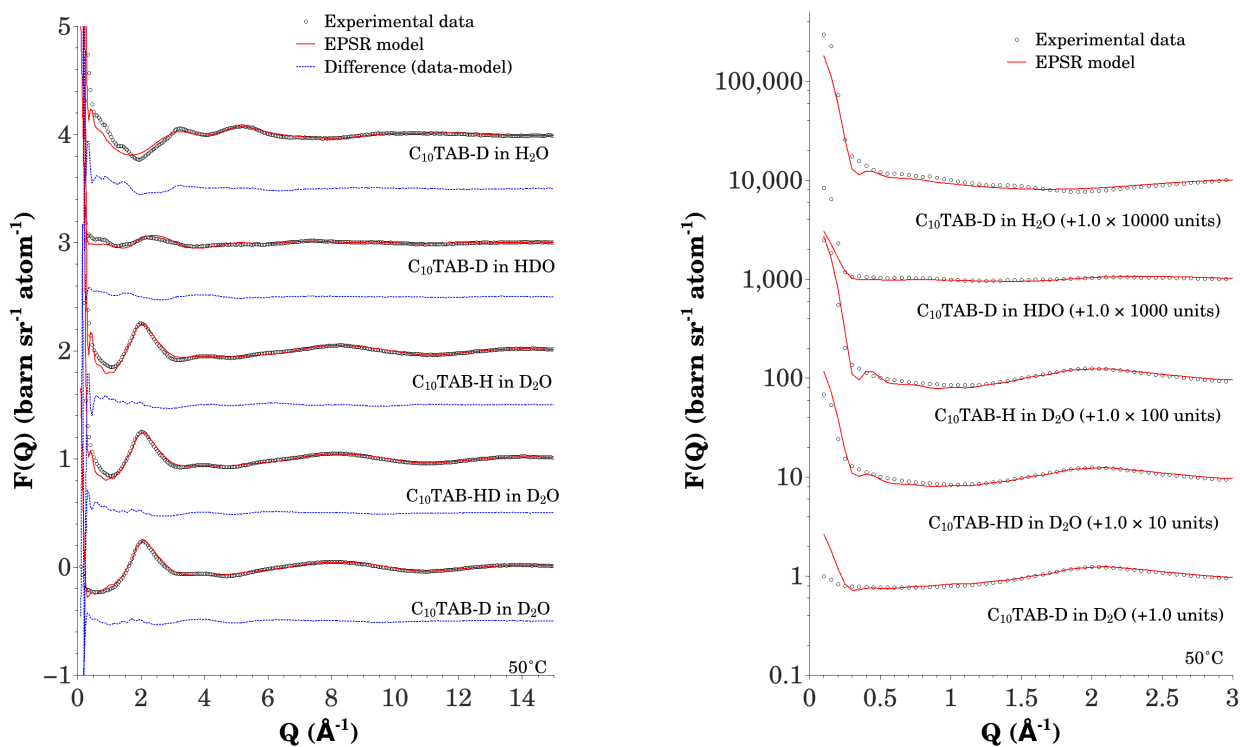 Experimental data
EPSR model
Difference (data-model)
5
4
3
2
1
0
−1
C₁₀TAB-D in H₂O
C₁₀TAB-D in HDO
C₁₀TAB-H in D₂O
C₁₀TAB-HD in D₂O
C₁₀TAB-D in D₂O
50°C
0 2 4 6 8 10 12 14
Q (Å⁻¹)
F(Q) (barn sr⁻¹ atom⁻¹)
Experimental data
EPSR model
100,000
10,000
1,000
100
10
1
0.1
C₁₀TAB-D in H₂O (+1.0 × 10000 units)
C₁₀TAB-D in HDO (+1.0 × 1000 units)
C₁₀TAB-H in D₂O (+1.0 × 100 units)
C₁₀TAB-HD in D₂O (+1.0 × 10 units)
C₁₀TAB-D in D₂O (+1.0 units)
50°C
0 0.5 1 1.5 2 2.5 3
Q (Å⁻¹)
F(Q) (barn sr⁻¹ atom⁻¹)